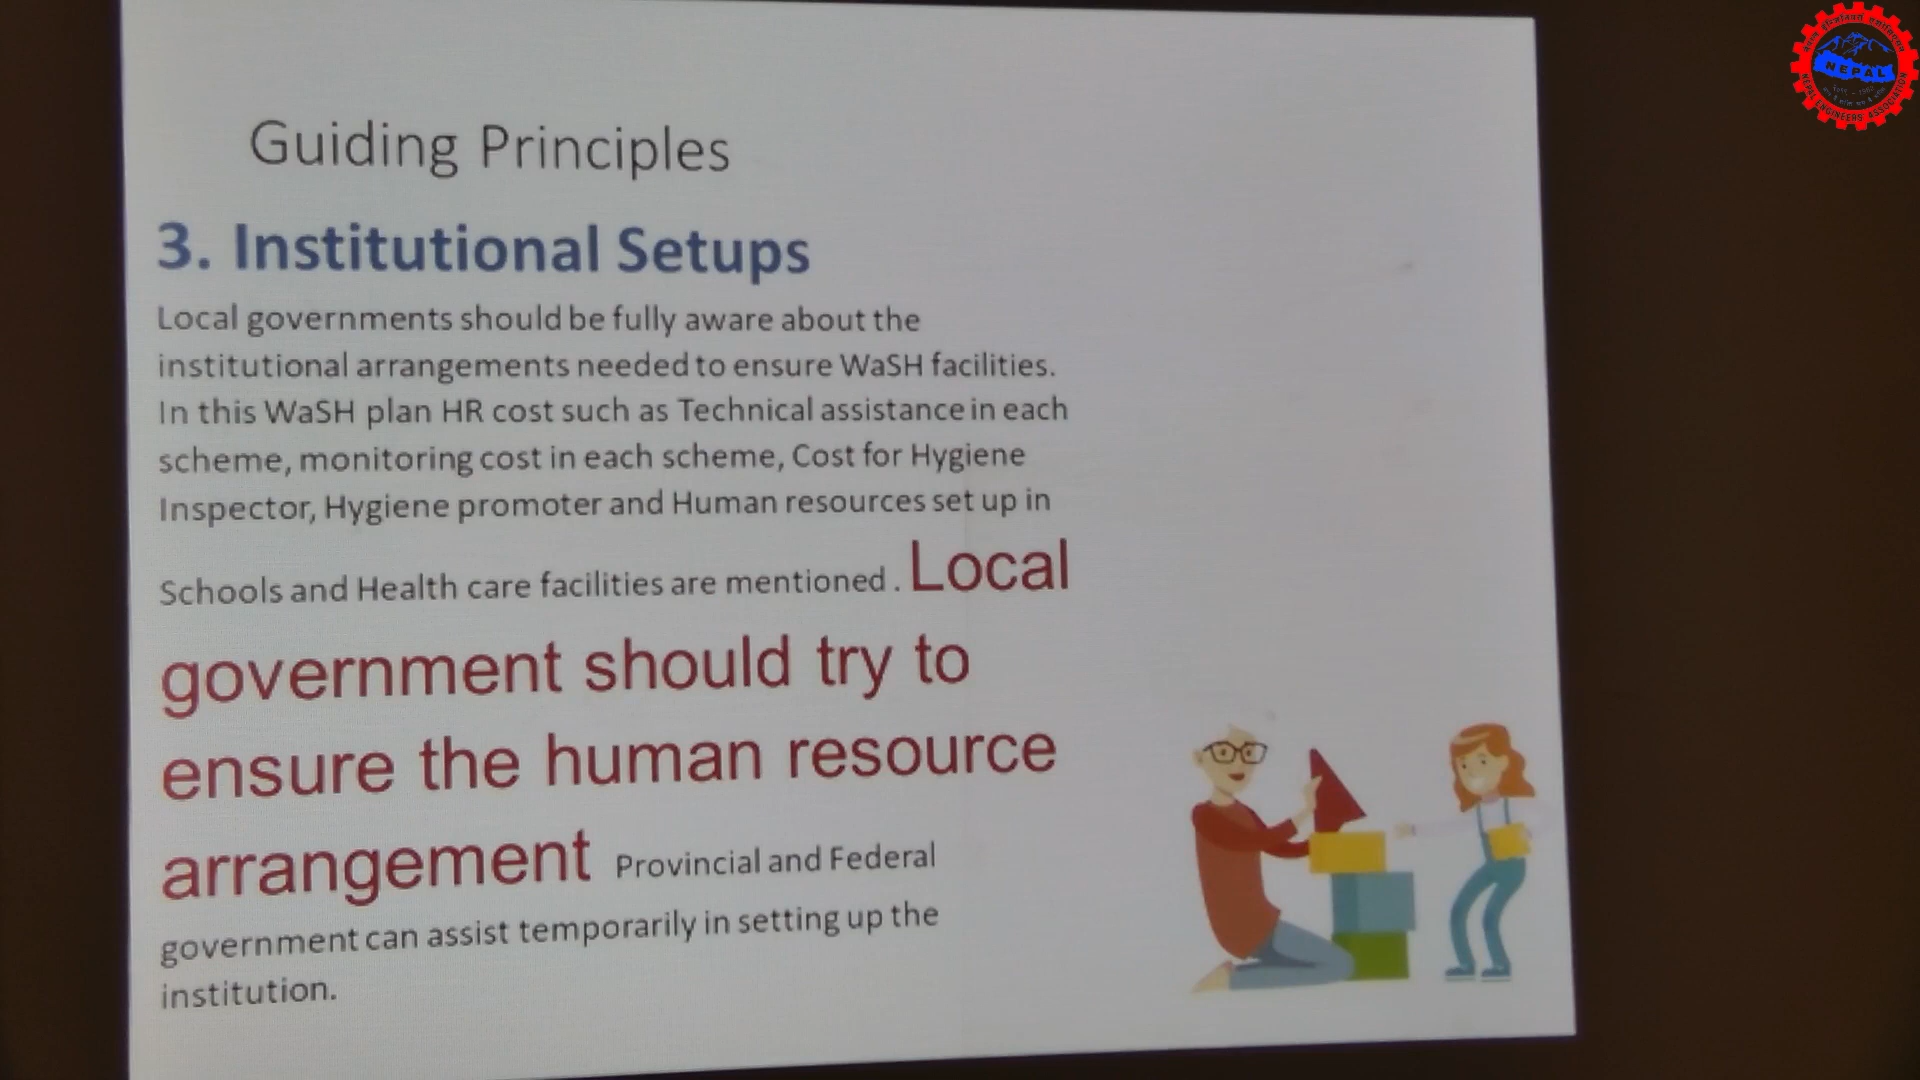 Guiding Principles
3. Institutional Setups
Local governments should be fully aware about the
institutional arrangements needed to ensure WaSH facilities.
In this WaSH plan HR cost such as Technical assistance in each
scheme, monitoring cost in each scheme, Cost for Hygiene
Inspector, Hygiene promoter and Human resources set up in
Schools and Health care facilities are mentioned . Local
government should try to
ensure the human resource
arrangement Provincial and Federal
government can assist temporarily in setting up the
institution.
NEPAL
NEPAL ENGINEERS' ASSOCIATION